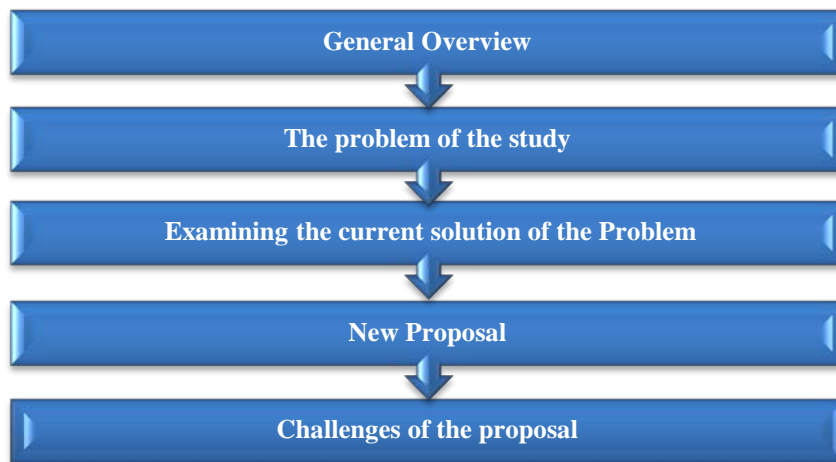 General Overview
The problem of the study
Examining the current solution of the Problem
New Proposal
Challenges of the proposal